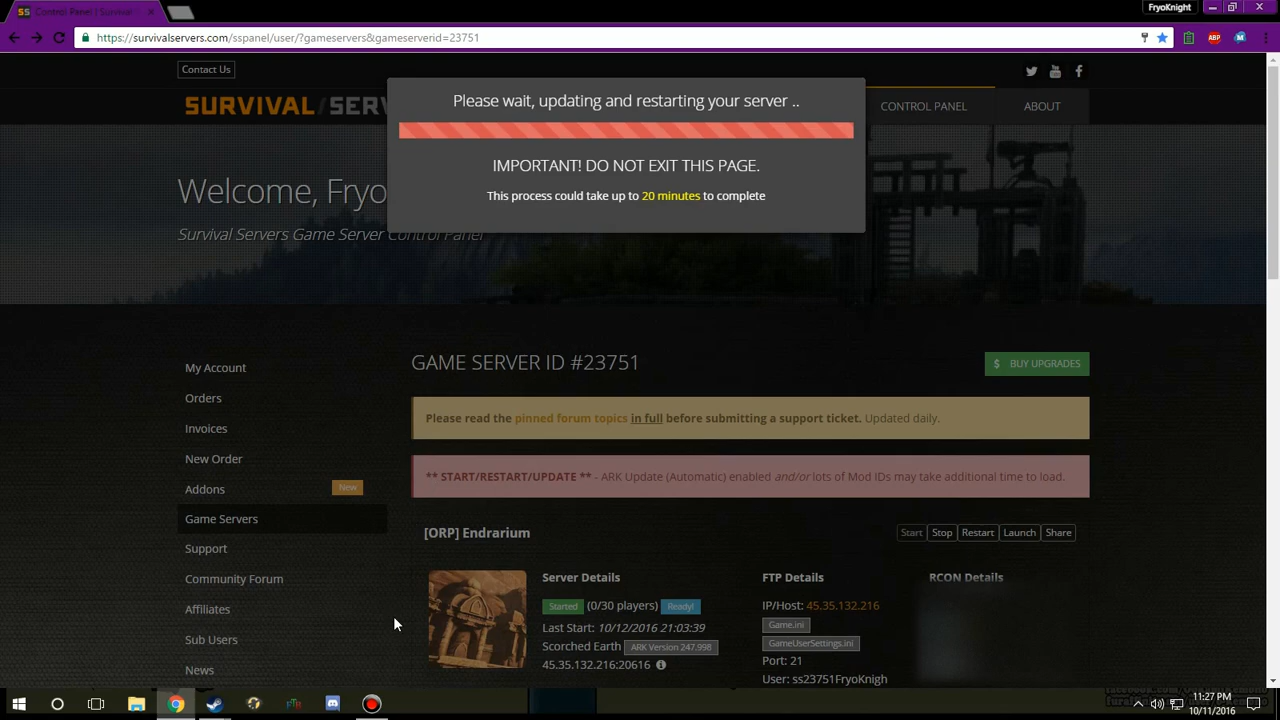 SS Control Panel | Survival
FryoKnight
https://survivalservers.com/sspanel/user/?gameservers&gameserverid=23751
ABP
Contact Us
SURVIVAL/SERV
CONTROL PANEL
ABOUT
Please wait, updating and restarting your server ..
IMPORTANT! DO NOT EXIT THIS PAGE.
This process could take up to 20 minutes to complete
Welcome, Fryo
Survival Servers Game Server Control Panel
My Account
Orders
Invoices
New Order
Addons
New
Game Servers
Support
Community Forum
Affiliates
Sub Users
News
GAME SERVER ID #23751
$ BUY UPGRADES
Please read the pinned forum topics in full before submitting a support ticket. Updated daily.
** START/RESTART/UPDATE ** - ARK Update (Automatic) enabled and/or lots of Mod IDs may take additional time to load.
[ORP] Endrarium
Start Stop Restart Launch Share
Server Details
Started (0/30 players) Ready!
Last Start: 10/12/2016 21:03:39
Scorched Earth ARK Version 247.998
45.35.132.216:20616
FTP Details
IP/Host: 45.35.132.216
Game.ini
GameUserSettings.ini
Port: 21
User: ss23751FryoKnigh
RCON Details
11:27 PM
10/11/2016